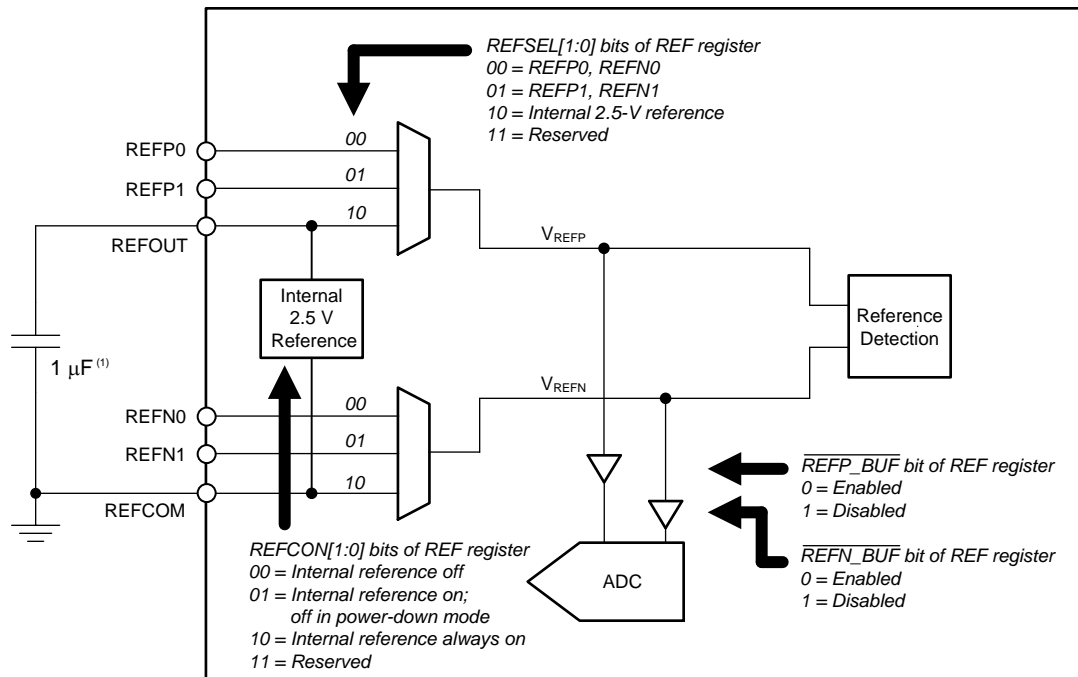 REFSEL[1:0] bits of REF register
00 = REFP0, REFN0
01 = REFP1, REFN1
10 = Internal 2.5-V reference
11 = Reserved
REFP0
00
REFP1
01
REFOUT
10
VREFP
Internal
2.5 V
Reference
Reference
Detection
1 μF(1)
VREFN
REFN0
00
REFN1
01
REFCOM
10
REFP_BUF bit of REF register
0 = Enabled
1 = Disabled
REFN_BUF bit of REF register
0 = Enabled
1 = Disabled
ADC
REFCON[1:0] bits of REF register
00 = Internal reference off
01 = Internal reference on;
off in power-down mode
10 = Internal reference always on
11 = Reserved